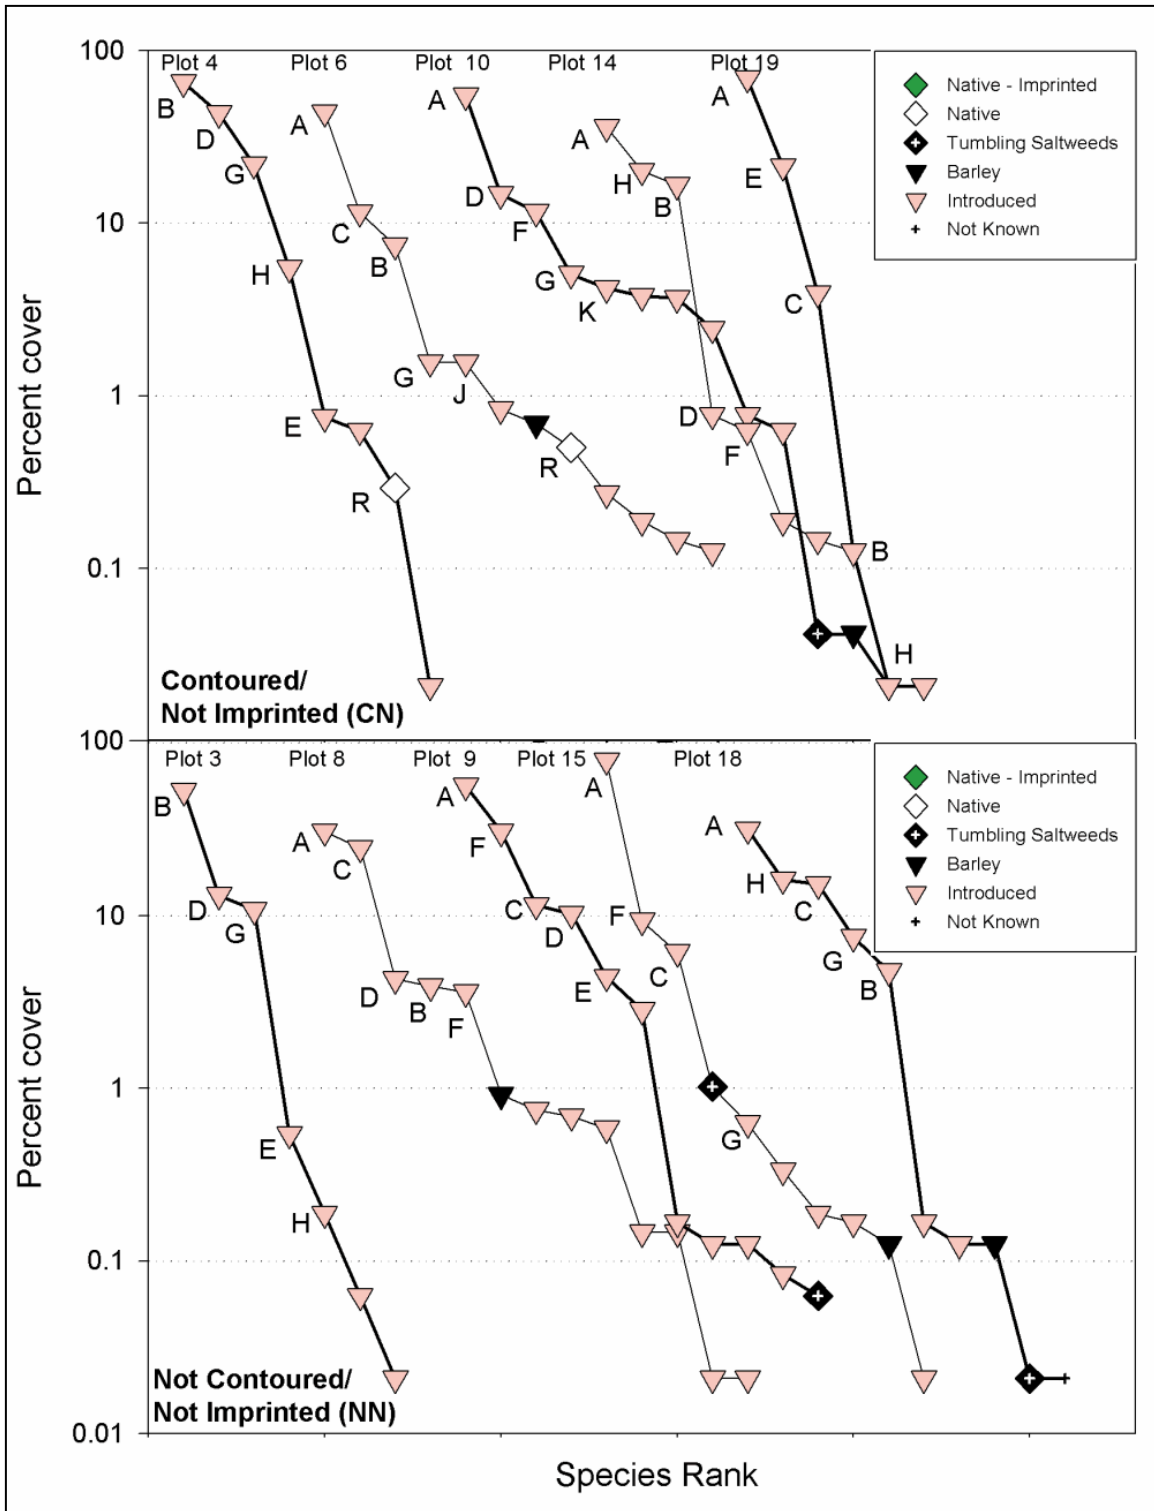 100
Plot 4
Plot 6
Plot 10
Plot 14
Plot 19
Native - Imprinted
Native
Tumbling Saltweeds
Barley
Introduced
Not Known
B
D
G
H
E
R
A
C
B
G
J
R
A
D
F
G
K
A
H
B
D
F
A
E
C
B
H
10
1
0.1
Percent cover
Contoured/
Not Imprinted (CN)
100
Plot 3
Plot 8
Plot 9
Plot 15
Plot 18
Native - Imprinted
Native
Tumbling Saltweeds
Barley
Introduced
Not Known
B
D
G
E
H
A
C
D
B
F
A
F
C
D
E
A
F
C
G
A
H
C
G
B
10
1
0.1
0.01
Percent cover
Not Contoured/
Not Imprinted (NN)
Species Rank